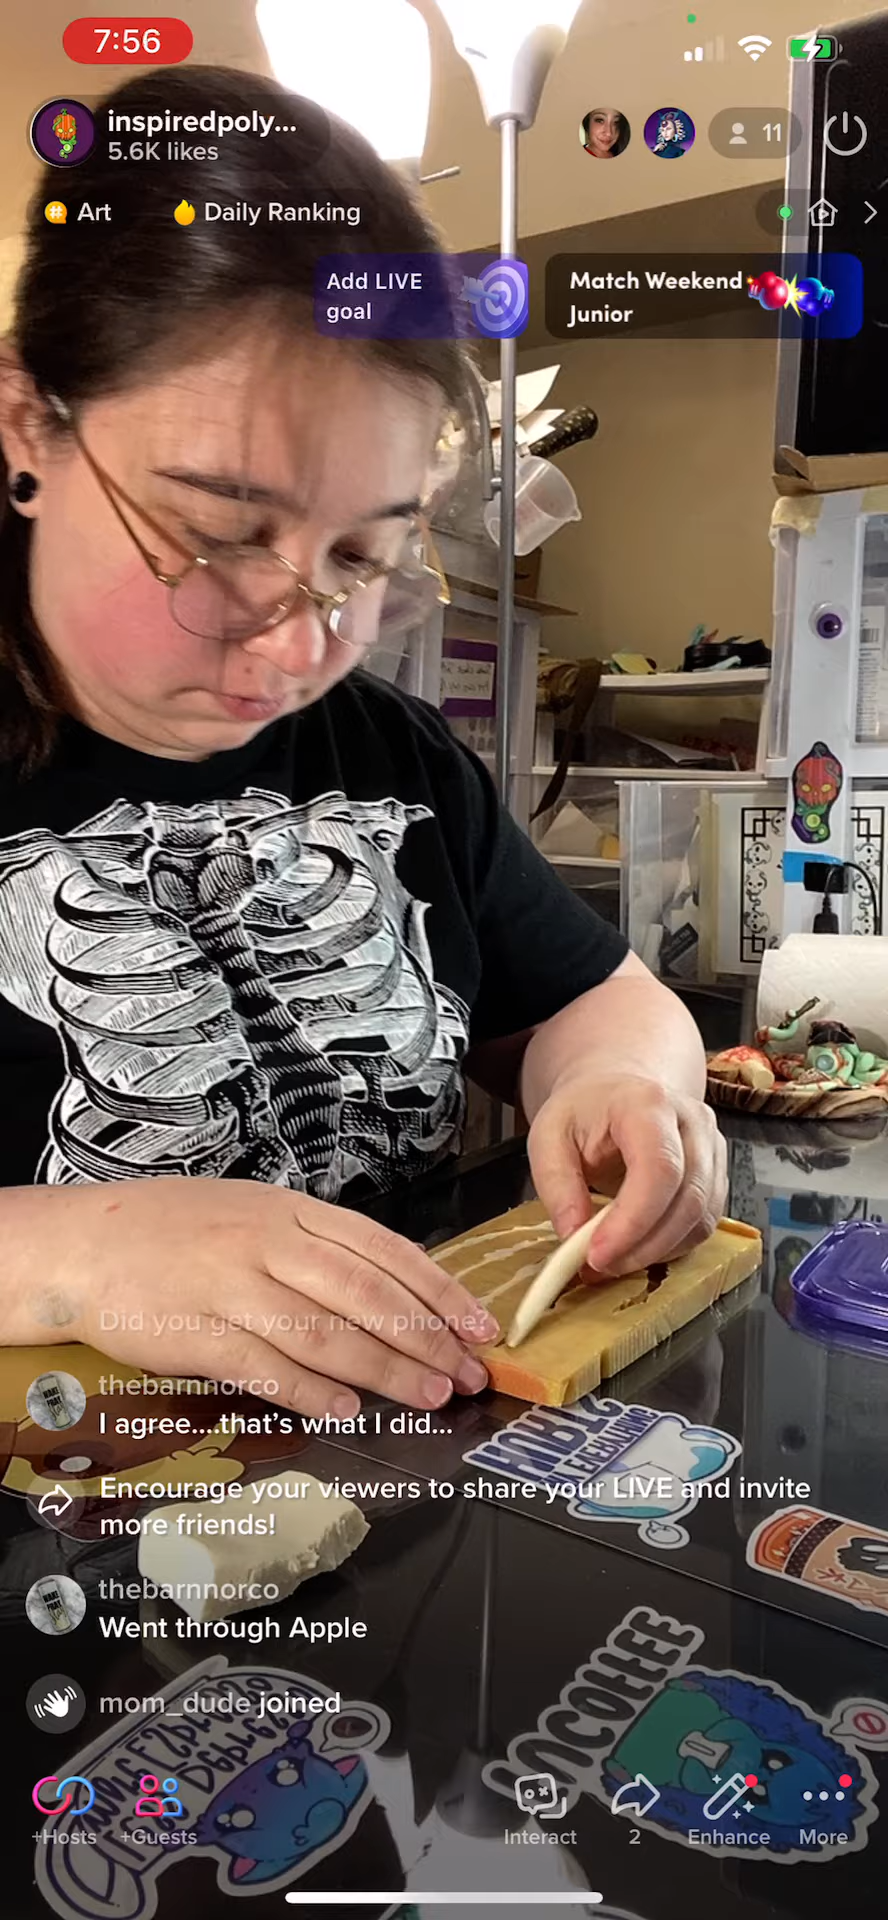 7:56
inspiredpoly...
5.6K likes
11
Art
Daily Ranking
Add LIVE
goal
Match Weekend
Junior
Did you get your new phone?
thebarnnorco
I agree....that's what I did...
Encourage your viewers to share your LIVE and invite
more friends!
thebarnnorco
Went through Apple
mom_dude joined
+Hosts
+Guests
Interact
2
Enhance
More